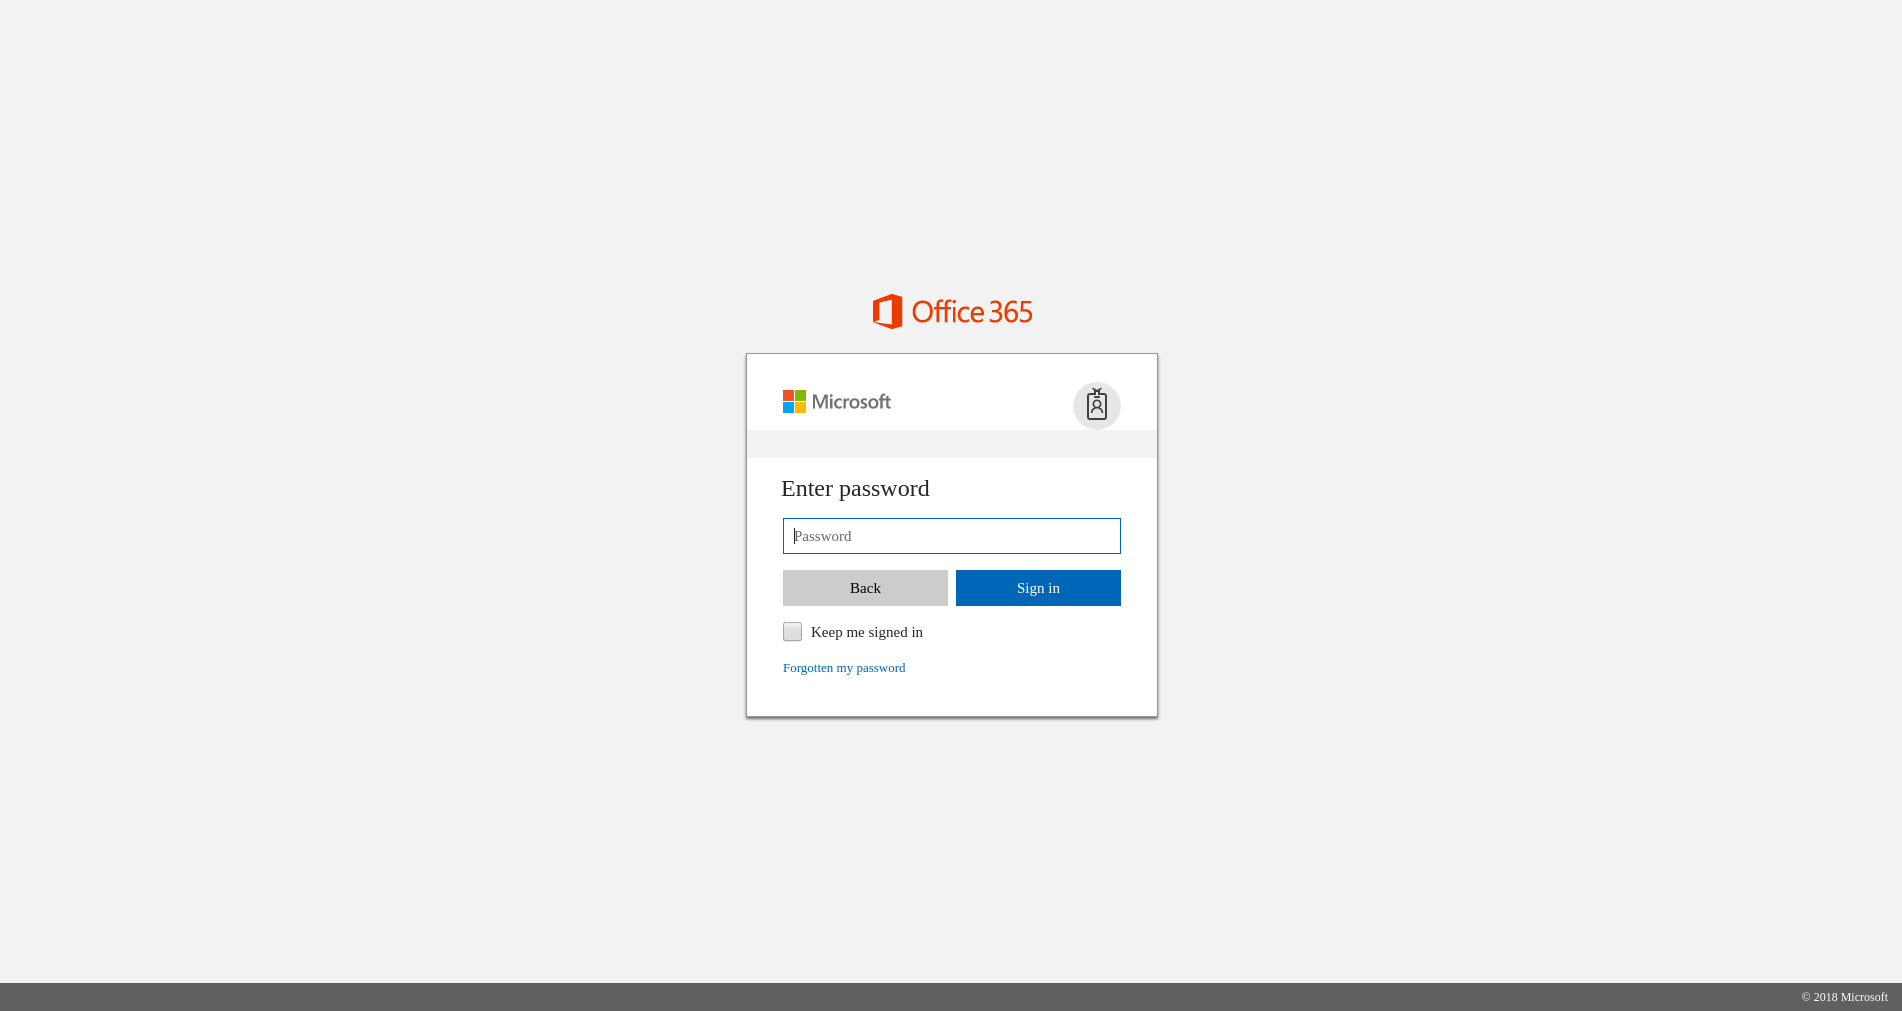 Office 365
Microsoft
Enter password
Password
Back
Sign in
Keep me signed in
Forgotten my password
© 2018 Microsoft